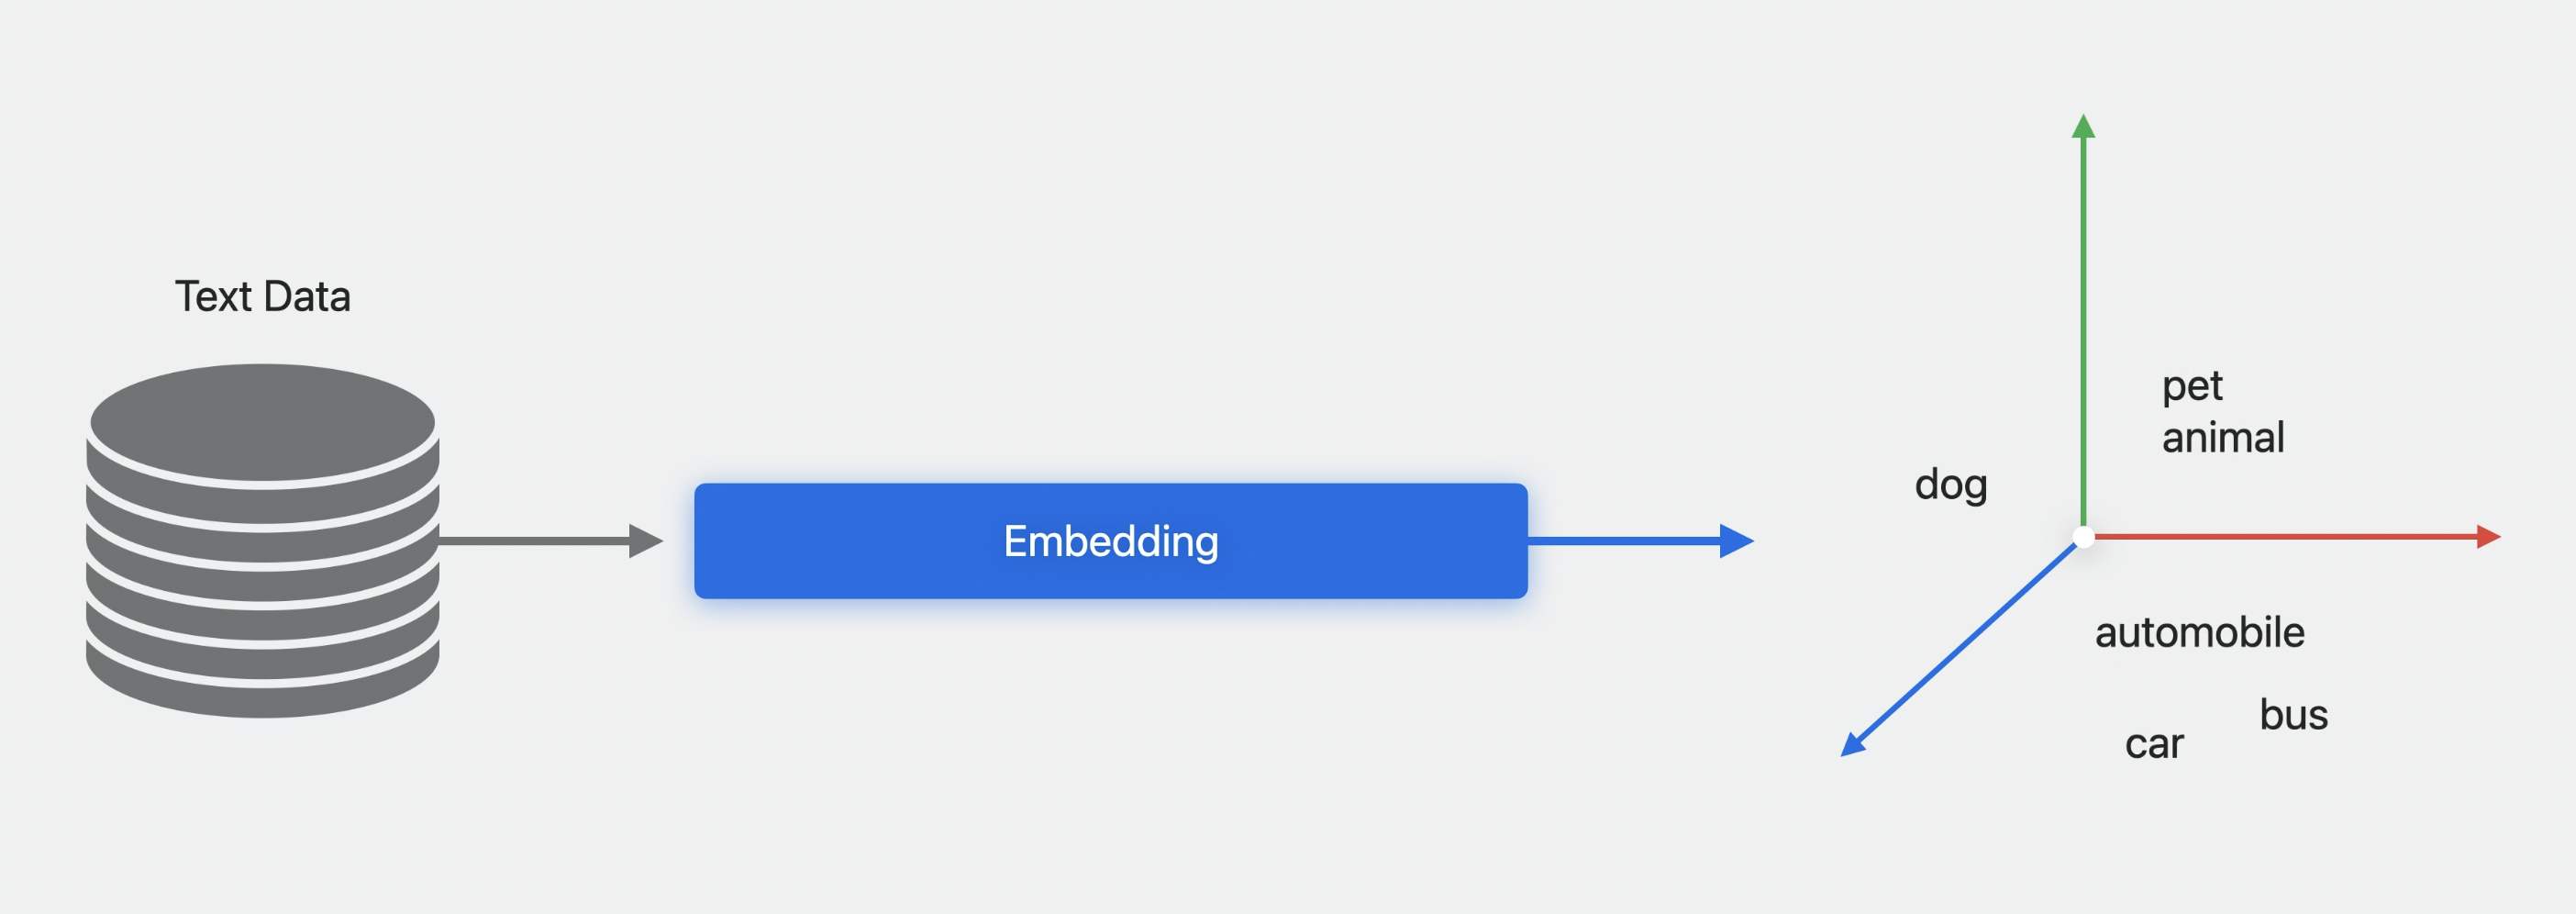 Text Data
Embedding
pet
animal
dog
automobile
bus
car